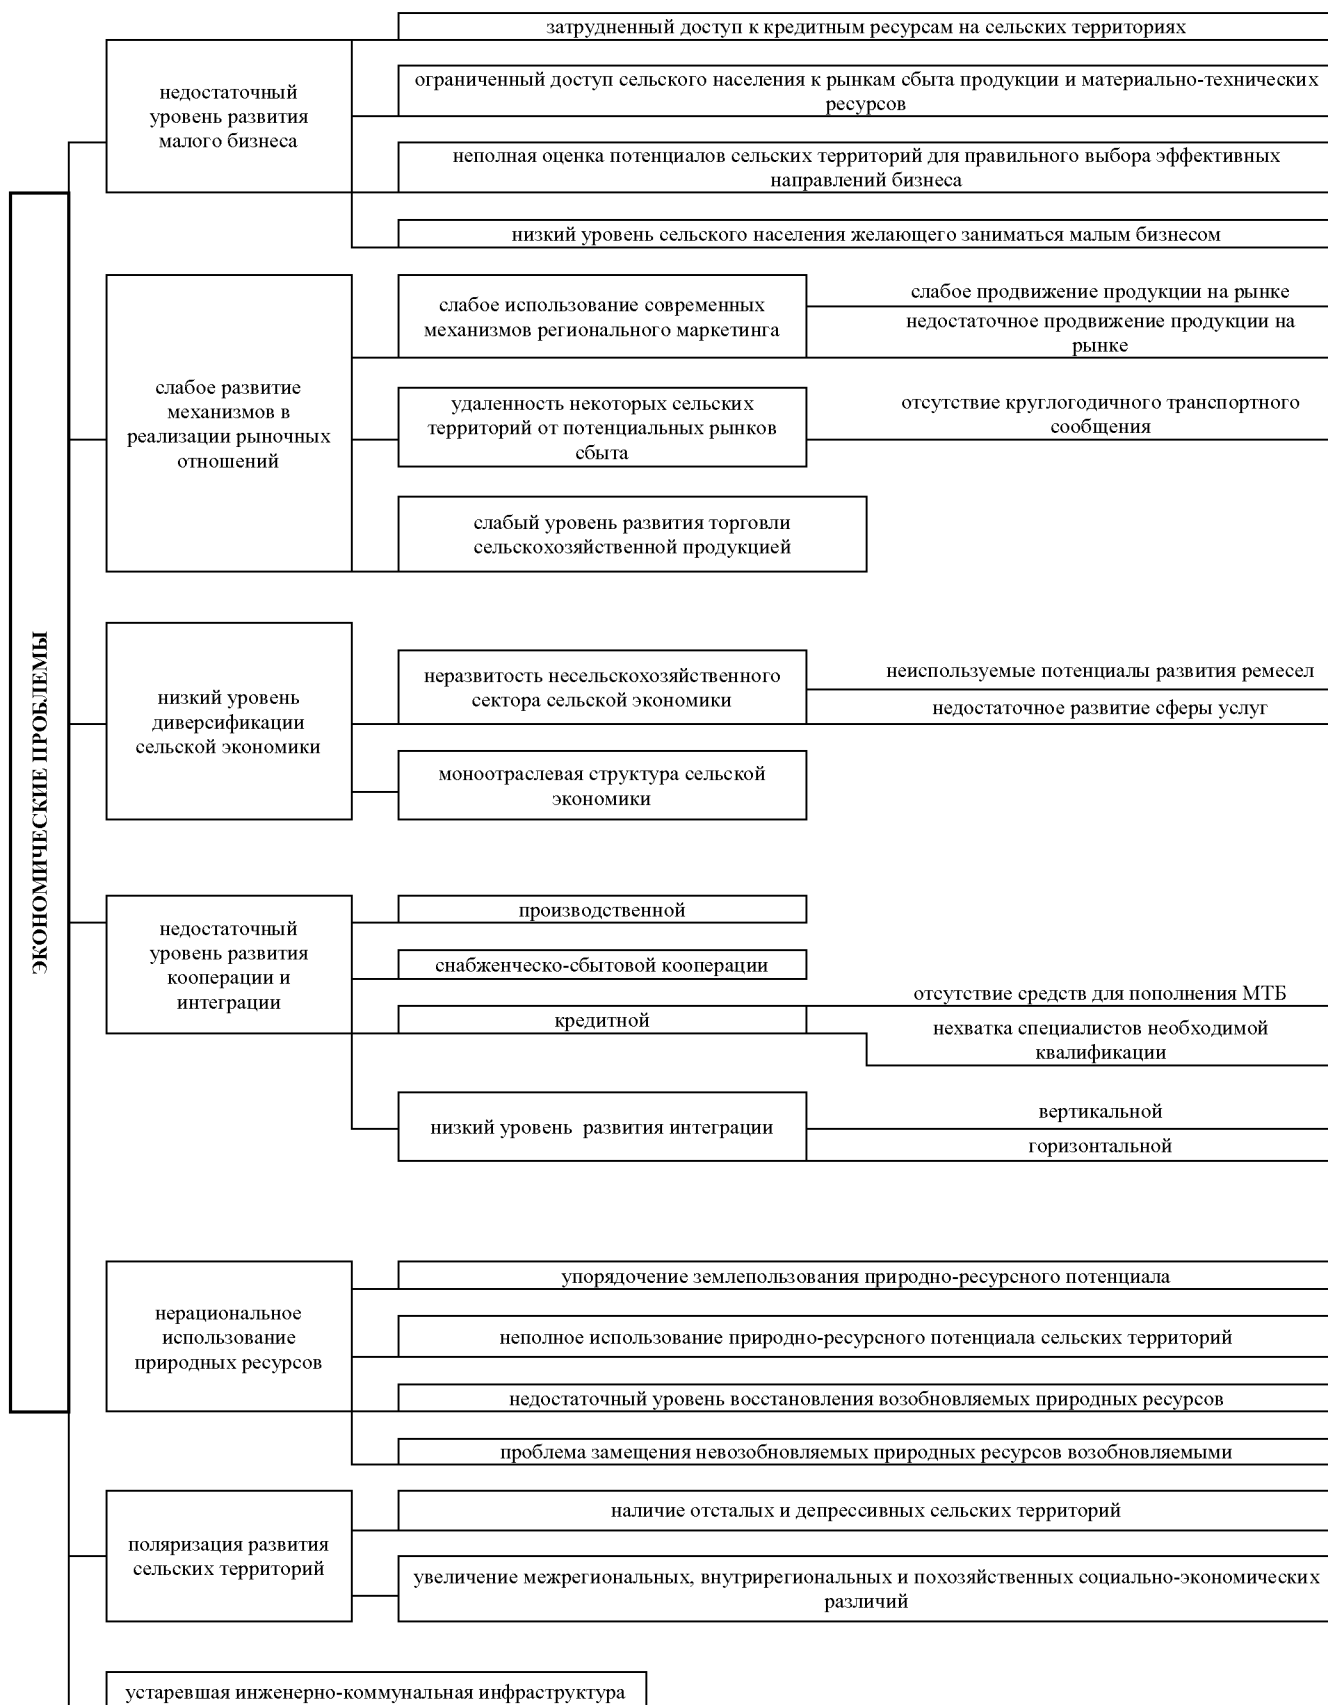 ЭКОНОМИЧЕСКИЕ ПРОБЛЕМЫ
недостаточный
уровень развития
малого бизнеса
затрудненный доступ к кредитным ресурсам на сельских территориях
ограниченный доступ сельского населения к рынкам сбыта продукции и материально-технических
ресурсов
неполная оценка потенциалов сельских территорий для правильного выбора эффективных
направлений бизнеса
низкий уровень сельского населения желающего заниматься малым бизнесом
слабое развитие
механизмов в
реализации рыночных
отношений
слабое использование современных
механизмов регионального маркетинга
слабое продвижение продукции на рынке
недостаточное продвижение продукции на
рынке
удаленность некоторых сельских
территорий от потенциальных рынков
сбыта
отсутствие круглогодичного транспортного
сообщения
слабый уровень развития торговли
сельскохозяйственной продукцией
низкий уровень
диверсификации
сельской экономики
неразвитость несельскохозяйственного
сектора сельской экономики
неиспользуемые потенциалы развития ремесел
недостаточное развитие сферы услуг
моноотраслевая структура сельской
экономики
недостаточный
уровень развития
кооперации и
интеграции
производственной
снабженческо-сбытовой кооперации
кредитной
отсутствие средств для пополнения МТБ
нехватка специалистов необходимой
квалификации
низкий уровень развития интеграции
вертикальной
горизонтальной
нерациональное
использование
природных ресурсов
упорядочение землепользования природно-ресурсного потенциала
неполное использование природно-ресурсного потенциала сельских территорий
недостаточный уровень восстановления возобновляемых природных ресурсов
проблема замещения невозобновляемых природных ресурсов возобновляемыми
поляризация развития
сельских территорий
наличие отсталых и депрессивных сельских территорий
увеличение межрегиональных, внутрирегиональных и похозяйственных социально-экономических
различий
устаревшая инженерно-коммунальная инфраструктура